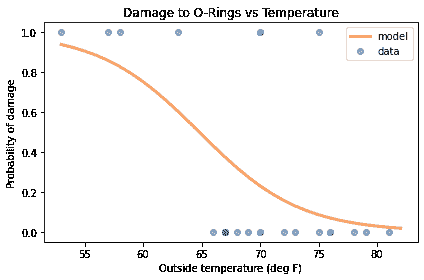 Damage to O-Rings vs Temperature
model
data
1.0
0.8
0.6
0.4
0.2
0.0
Probability of damage
55 60 65 70 75 80
Outside temperature (deg F)